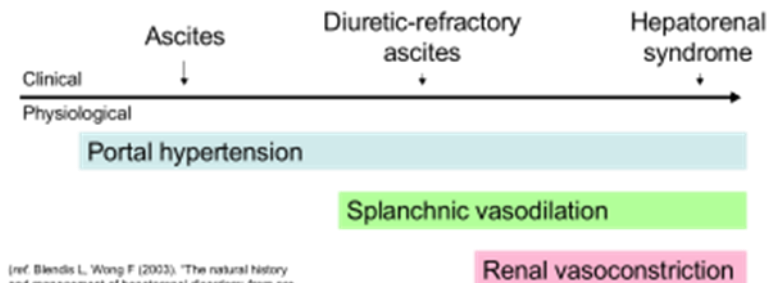 Ascites
Diuretic-refractory
ascites
Hepatorenal
syndrome
Clinical
Physiological
Portal hypertension
Splanchnic vasodilation
Renal vasoconstriction
(ref. Blendis L, Wong F (2003). "The natural history